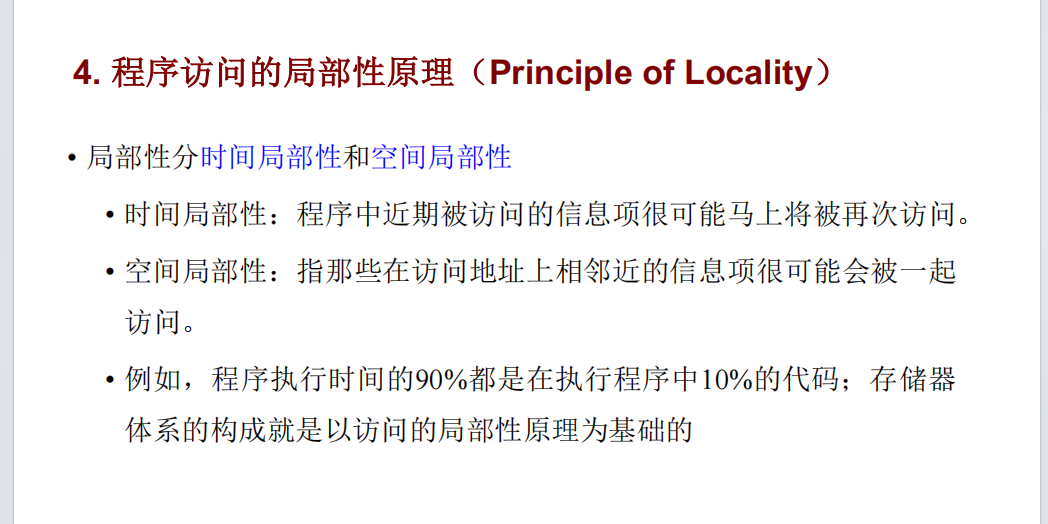 4. 程序访问的局部性原理（Principle of Locality）
• 局部性分时间局部性和空间局部性
• 时间局部性：程序中近期被访问的信息项很可能马上将被再次访问。
• 空间局部性：指那些在访问地址上相邻近的信息项很可能会被一起
访问。
• 例如，程序执行时间的90%都是在执行程序中10%的代码；存储器
体系的构成就是以访问的局部性原理为基础的